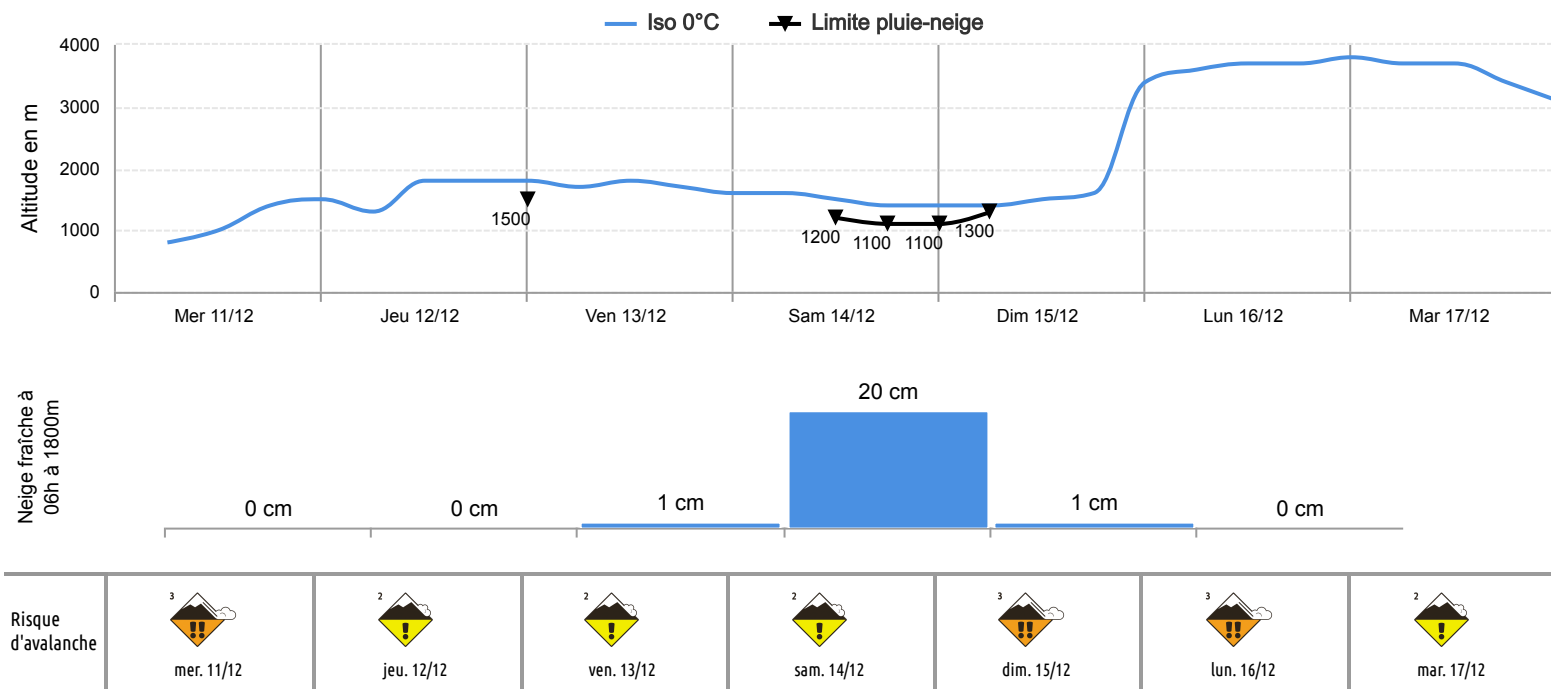 Iso 0°C Limite pluie-neige
Altitude en m
4000
3000
2000
1000
0
1500
1200
1100
1100
1300
Mer 11/12 Jeu 12/12 Ven 13/12 Sam 14/12 Dim 15/12 Lun 16/12 Mar 17/12
Neige fraîche à
06h à 1800m
0 cm 0 cm 1 cm 20 cm 1 cm 0 cm
Risque
d'avalanche
3 2 2 2 3 3 2
!! ! ! ! !! !! !
mer. 11/12 jeu. 12/12 ven. 13/12 sam. 14/12 dim. 15/12 lun. 16/12 mar. 17/12